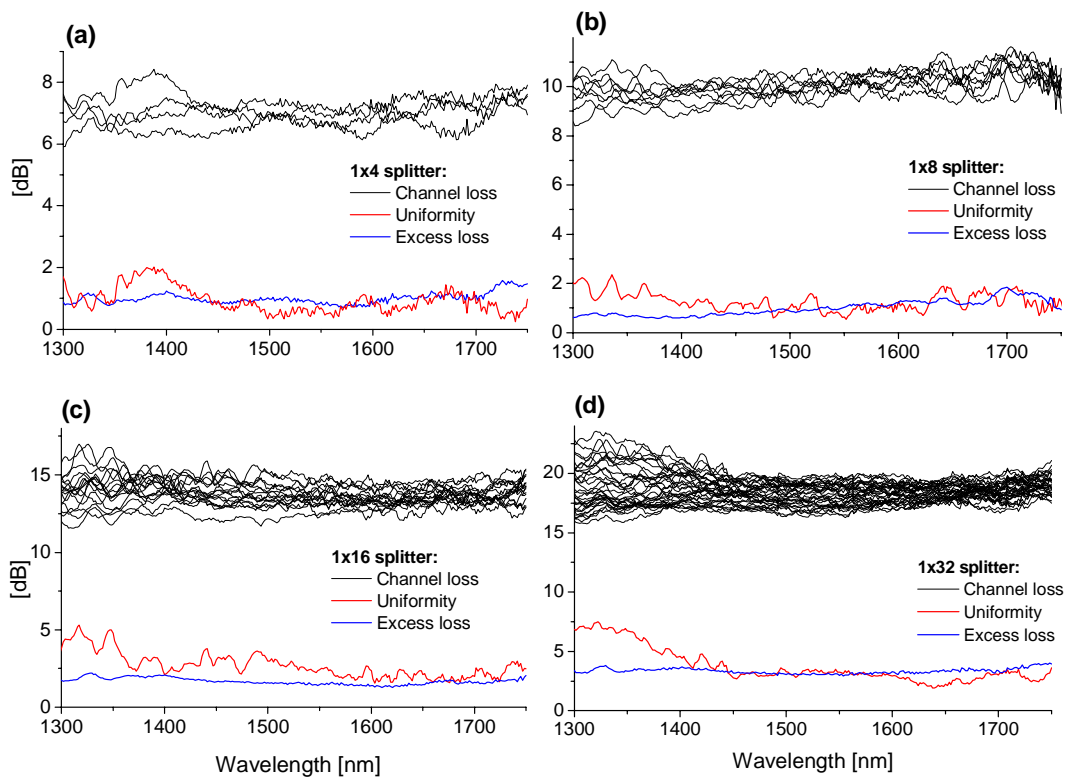 (a)
[dB]
8
6
4
2
0
1300 1400 1500 1600 1700
1x4 splitter:
Channel loss
Uniformity
Excess loss
(b)
10
8
6
4
2
0
1300 1400 1500 1600 1700
1x8 splitter:
Channel loss
Uniformity
Excess loss
(c)
[dB]
15
10
5
0
1300 1400 1500 1600 1700
Wavelength [nm]
1x16 splitter:
Channel loss
Uniformity
Excess loss
(d)
20
15
10
5
0
1300 1400 1500 1600 1700
Wavelength [nm]
1x32 splitter:
Channel loss
Uniformity
Excess loss